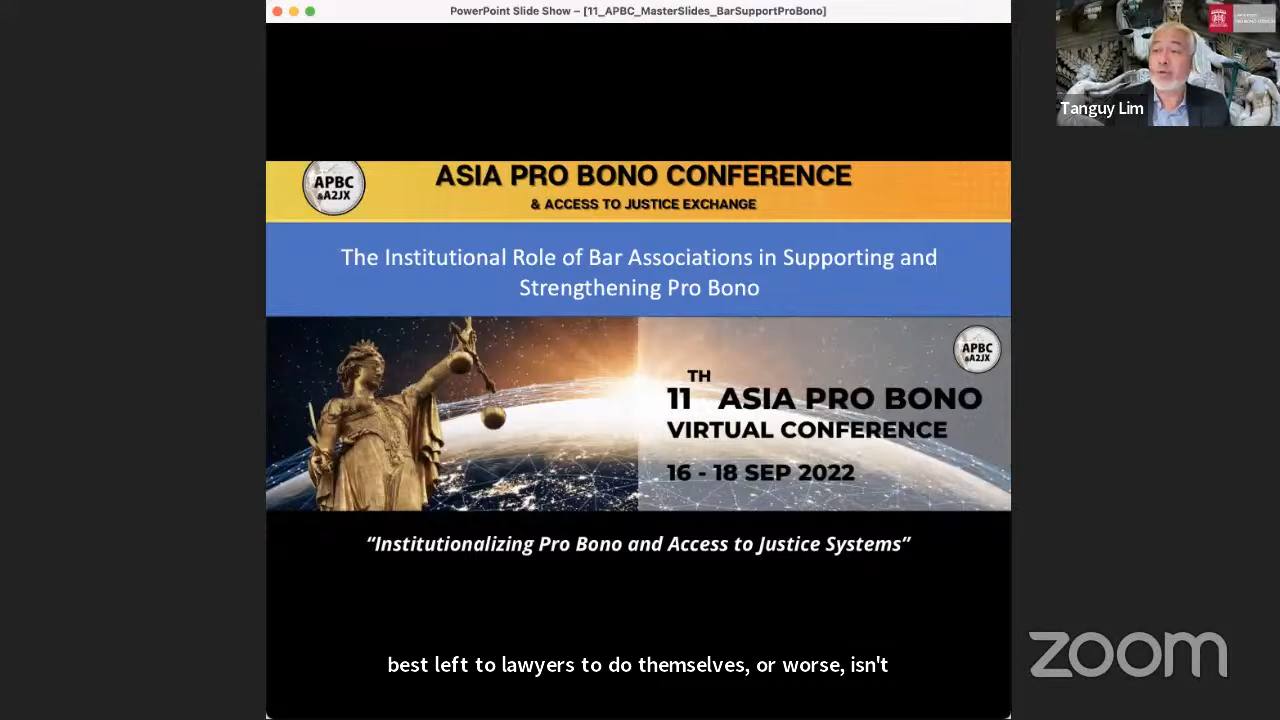 PowerPoint Slide Show – [11_APBC_MasterSlides_BarSupportProBono]
APBC
&A2JX
ASIA PRO BONO CONFERENCE
& ACCESS TO JUSTICE EXCHANGE
The Institutional Role of Bar Associations in Supporting and
Strengthening Pro Bono
APBC
&A2JX
TH
11 ASIA PRO BONO
VIRTUAL CONFERENCE
16 - 18 SEP 2022
“Institutionalizing Pro Bono and Access to Justice Systems”
best left to lawyers to do themselves, or worse, isn't
Tanguy Lim
zoom